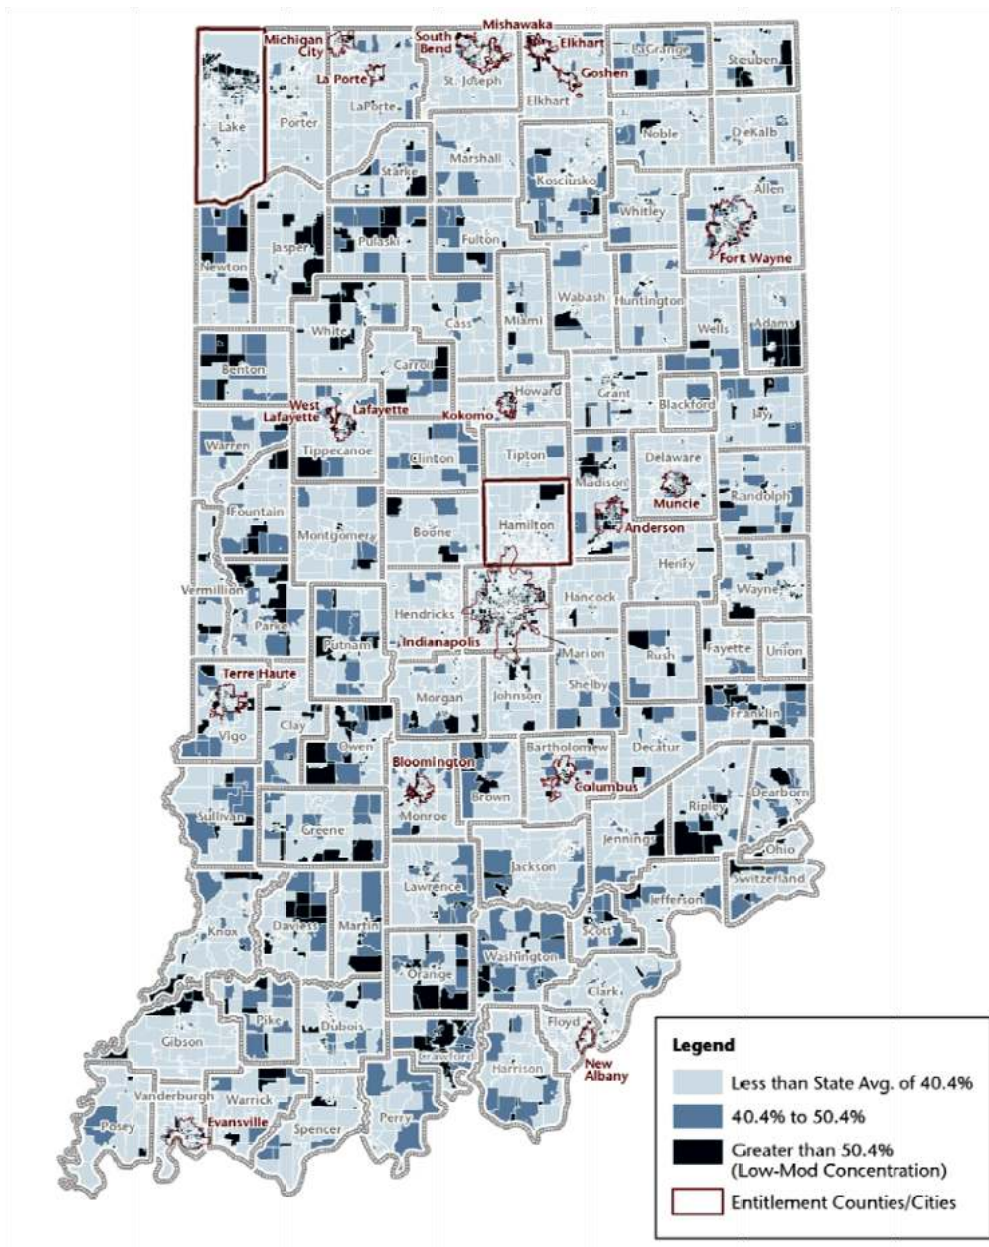 Mishawaka
Michigan
City
South
Bend
Elkhart
LaGrange
Steuben
La Porte
St. Joseph
Goshen
Elkhart
LaPorte
Lake
Porter
Noble
DeKalb
Marshall
Starke
Kosciusko
Allen
Whitley
Jasper
Pulaski
Fulton
Fort Wayne
Newton
Wabash
Huntington
White
Cass
Miami
Wells
Adams
Benton
Carroll
Howard
Grant
West
Lafayette
Lafayette
Kokomo
Blackford
Jay
Warren
Tippecanoe
Clinton
Tipton
Delaware
Madison
Muncie
Randolph
Fountain
Hamilton
Anderson
Montgomery
Boone
Henry
Vermillion
Wayne
Hendricks
Hancock
Parke
Putnam
Indianapolis
Marion
Rush
Fayette
Union
Terre Haute
Shelby
Morgan
Johnson
Clay
Franklin
Vigo
Owen
Bartholomew
Decatur
Bloomington
Columbus
Brown
Dearborn
Ripley
Sullivan
Monroe
Greene
Jennings
Ohio
Jackson
Switzerland
Lawrence
Jefferson
Knox
Daviess
Martin
Scott
Washington
Orange
Clark
Pike
Dubois
Floyd
Gibson
Crawford
Harrison
New
Albany
Vanderburgh
Warrick
Posey
Evansville
Spencer
Perry
Legend
Less than State Avg. of 40.4%
40.4% to 50.4%
Greater than 50.4%
(Low-Mod Concentration)
Entitlement Counties/Cities